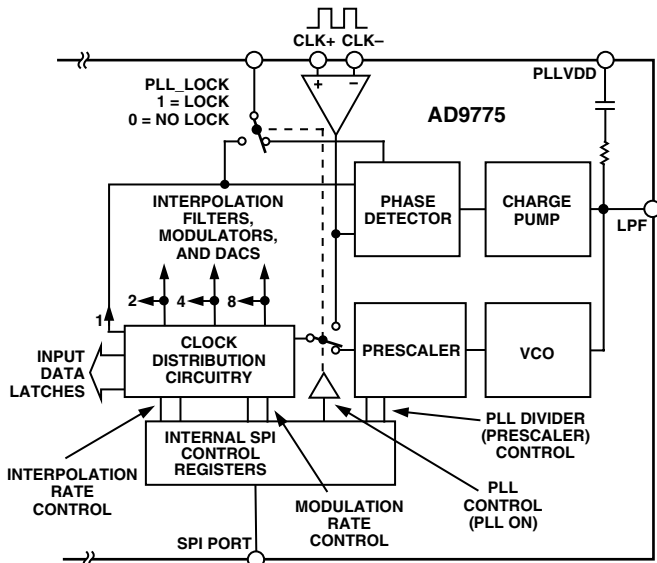 CLK+ CLK–
PLLVDD
PLL_LOCK
1 = LOCK
0 = NO LOCK
+ –
AD9775
INTERPOLATION
FILTERS,
MODULATORS,
AND DACS
PHASE
DETECTOR
CHARGE
PUMP
LPF
2 4 8
1
CLOCK
DISTRIBUTION
CIRCUITRY
PRESCALER
VCO
INPUT
DATA
LATCHES
INTERNAL SPI
CONTROL
REGISTERS
PLL DIVIDER
(PRESCALER)
CONTROL
INTERPOLATION
RATE
CONTROL
MODULATION
RATE
CONTROL
PLL
CONTROL
(PLL ON)
SPI PORT